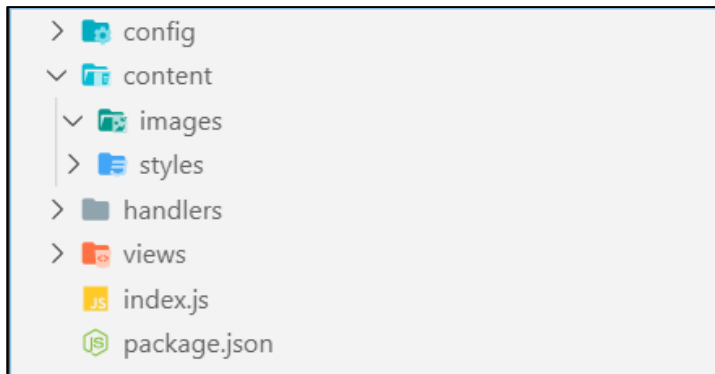 config
content
images
styles
handlers
views
index.js
package.json